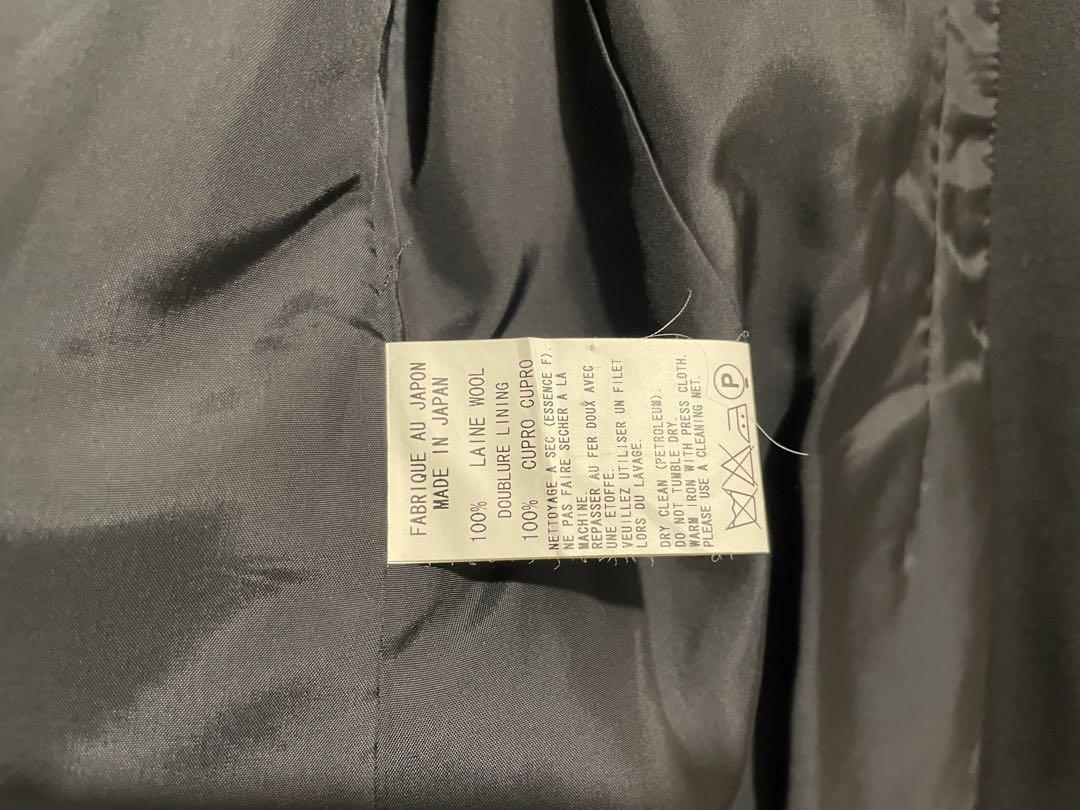 FABRIQUE AU JAPON
MADE IN JAPAN
100% LAINE WOOL
DOUBLURE LINING
100% CUPRO CUPRO
NETTOYAGE A SEC (ESSENCE F).
NE PAS FAIRE SECHER A LA
MACHINE.
REPASSER AU FER DOUX AVEC
UNE ETOFFE.
VEUILLEZ UTILISER UN FILET
LORS DU LAVAGE.
DRY CLEAN (PETROLEUM).
DO NOT TUMBLE DRY.
WARM IRON WITH PRESS CLOTH.
PLEASE USE A CLEANING NET.
P